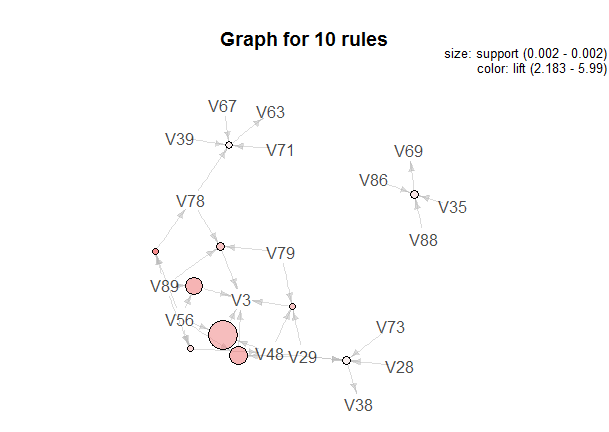 Graph for 10 rules
size: support (0.002 - 0.002)
color: lift (2.183 - 5.99)
V67
V63
V39
V71
V69
V86
V35
V78
V88
V79
V89
V3
V56
V73
V48
V29
V28
V38